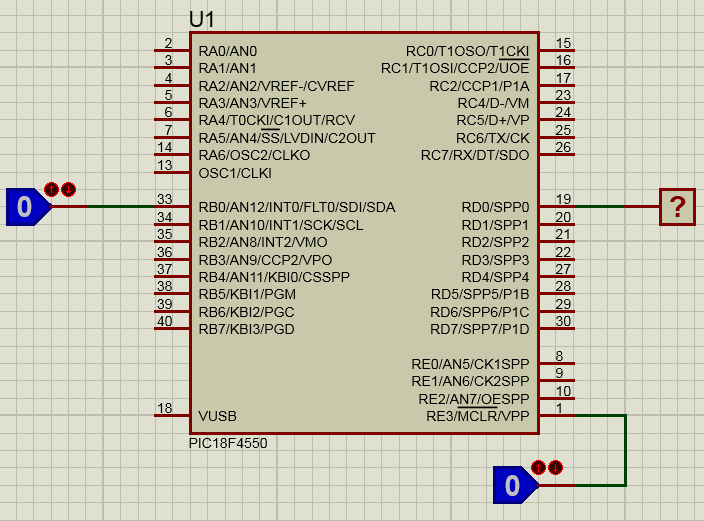 U1
2 RA0/AN0 RC0/T1OSO/T1CKI 15
3 RA1/AN1 RC1/T1OSI/CCP2/UOE 16
4 RA2/AN2/VREF-/CVREF RC2/CCP1/P1A 17
5 RA3/AN3/VREF+ RC4/D-/VM 23
6 RA4/T0CKI/C1OUT/RCV RC5/D+/VP 24
7 RA5/AN4/SS/LVDIN/C2OUT RC6/TX/CK 25
14 RA6/OSC2/CLKO RC7/RX/DT/SDO 26
13 OSC1/CLKI
0 33 RB0/AN12/INT0/FLT0/SDI/SDA RD0/SPP0 19 ?
34 RB1/AN10/INT1/SCK/SCL RD1/SPP1 20
35 RB2/AN8/INT2/VMO RD2/SPP2 21
36 RB3/AN9/CCP2/VPO RD3/SPP3 22
37 RB4/AN11/KBI0/CSSPP RD4/SPP4 27
38 RB5/KBI1/PGM RD5/SPP5/P1B 28
39 RB6/KBI2/PGC RD6/SPP6/P1C 29
40 RB7/KBI3/PGD RD7/SPP7/P1D 30
RE0/AN5/CK1SPP 8
RE1/AN6/CK2SPP 9
RE2/AN7/OESPP 10
18 VUSB RE3/MCLR/VPP 1
PIC18F4550
0